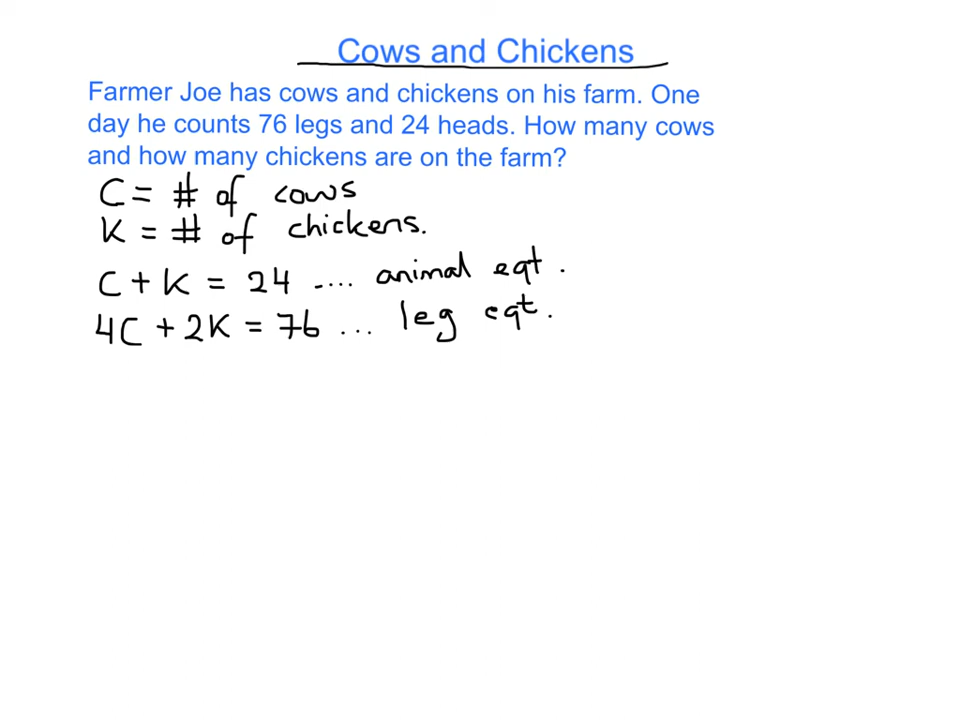 Cows and Chickens
Farmer Joe has cows and chickens on his farm. One
day he counts 76 legs and 24 heads. How many cows
and how many chickens are on the farm?
C = # of cows
K = # of chickens.
C + K = 24 .... animal eqt.
4C + 2K = 76 ... leg eqt.